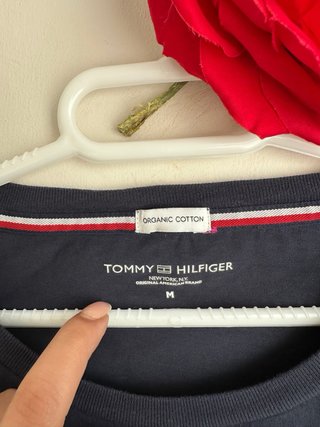 ORGANIC COTTON
TOMMY HILFIGER
NEW YORK, N.Y.
ORIGINAL AMERICAN BRAND
M